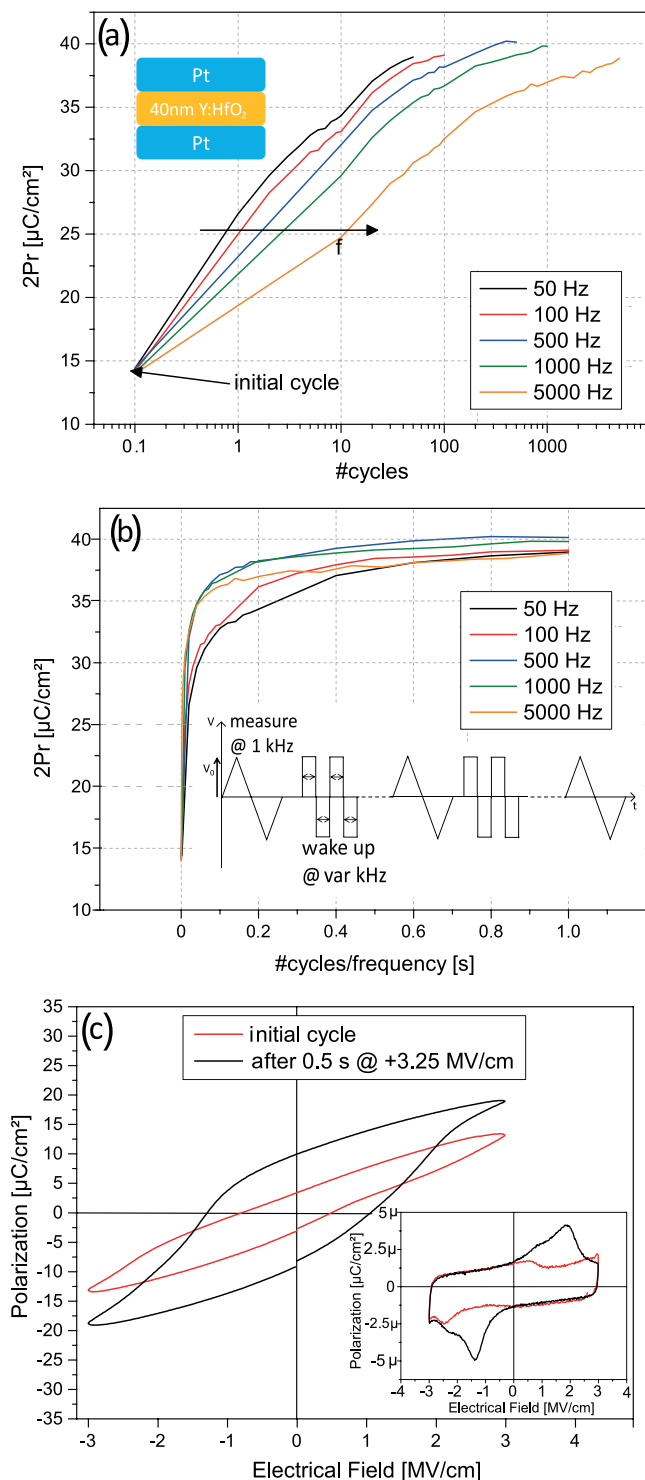 (a)
40
35
30
25
20
15
10
2Pr [µC/cm²]
Pt
40nm Y:HfO₂
Pt
f
initial cycle
50 Hz
100 Hz
500 Hz
1000 Hz
5000 Hz
0.1
1
10
100
1000
#cycles
(b)
40
35
30
25
20
15
10
2Pr [µC/cm²]
50 Hz
100 Hz
500 Hz
1000 Hz
5000 Hz
V
measure
@ 1 kHz
V₀
t
wake up
@ var kHz
0
0.2
0.4
0.6
0.8
1.0
#cycles/frequency [s]
(c)
35
30
25
20
15
10
5
0
-5
-10
-15
-20
-25
-30
-35
Polarization [µC/cm²]
initial cycle
after 0.5 s @ +3.25 MV/cm
5 µ
2.5 µ
0
-2.5 µ
-5 µ
Polarization [µC/cm²]
-4
-3
-2
-1
0
1
2
3
4
Electrical Field [MV/cm]
-3
-2
-1
0
1
2
3
4
Electrical Field [MV/cm]